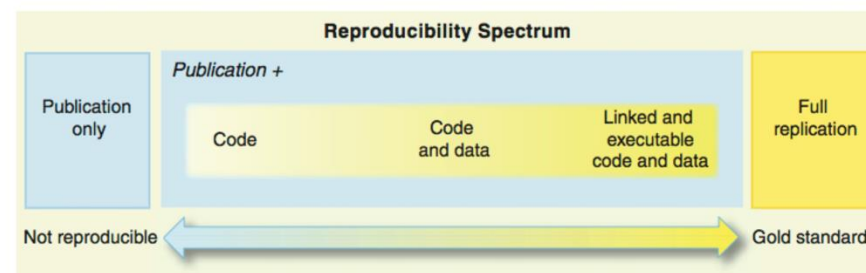 Reproducibility Spectrum
Publication +
Publication
only
Code
Code
and data
Linked and
executable
code and data
Full
replication
Not reproducible
Gold standard